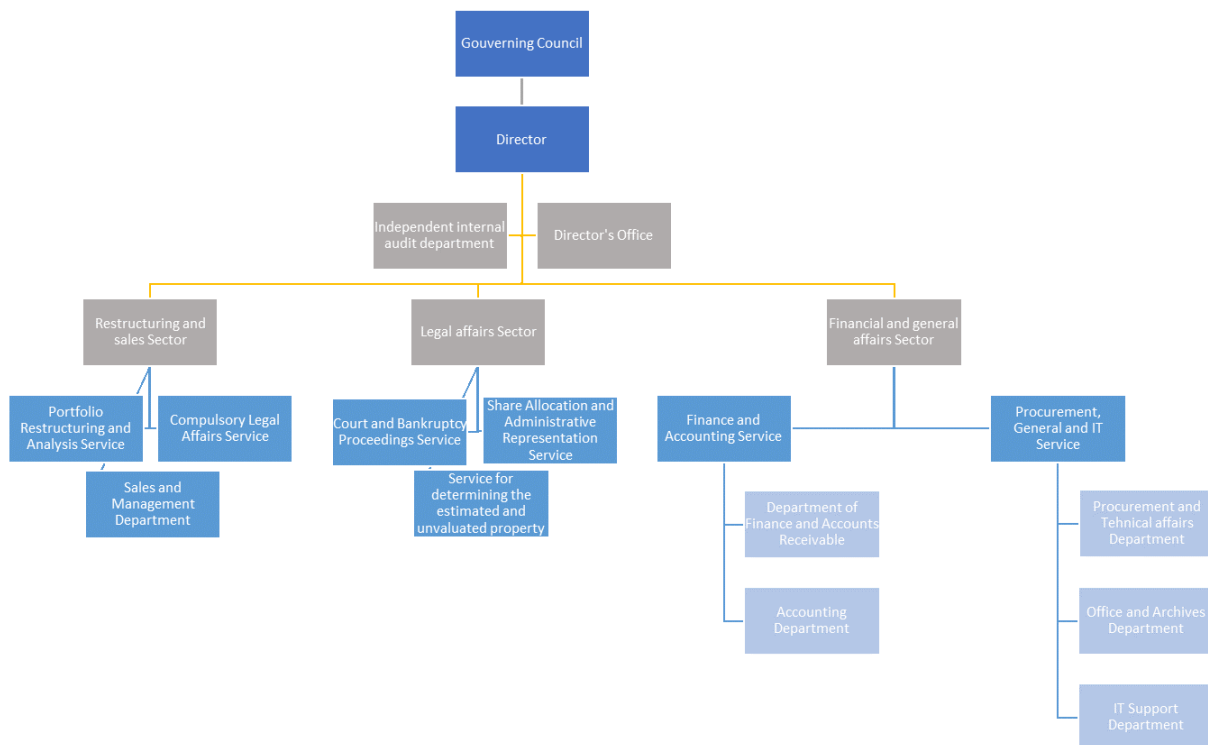 Gouverning Council
Director
Independent internal
audit department
Director's Office
Restructuring and
sales Sector
Legal affairs Sector
Financial and general
affairs Sector
Portfolio
Restructuring and
Analysis Service
Compulsory Legal
Affairs Service
Sales and
Management
Department
Court and Bankruptcy
Proceedings Service
Share Allocation and
Administrative
Representation
Service
Service for
determining the
estimated and
unvaluated property
Finance and
Accounting Service
Procurement,
General and IT
Service
Department of
Finance and Accounts
Receivable
Accounting
Department
Procurement and
Tehnical affairs
Department
Office and Archives
Department
IT Support
Department